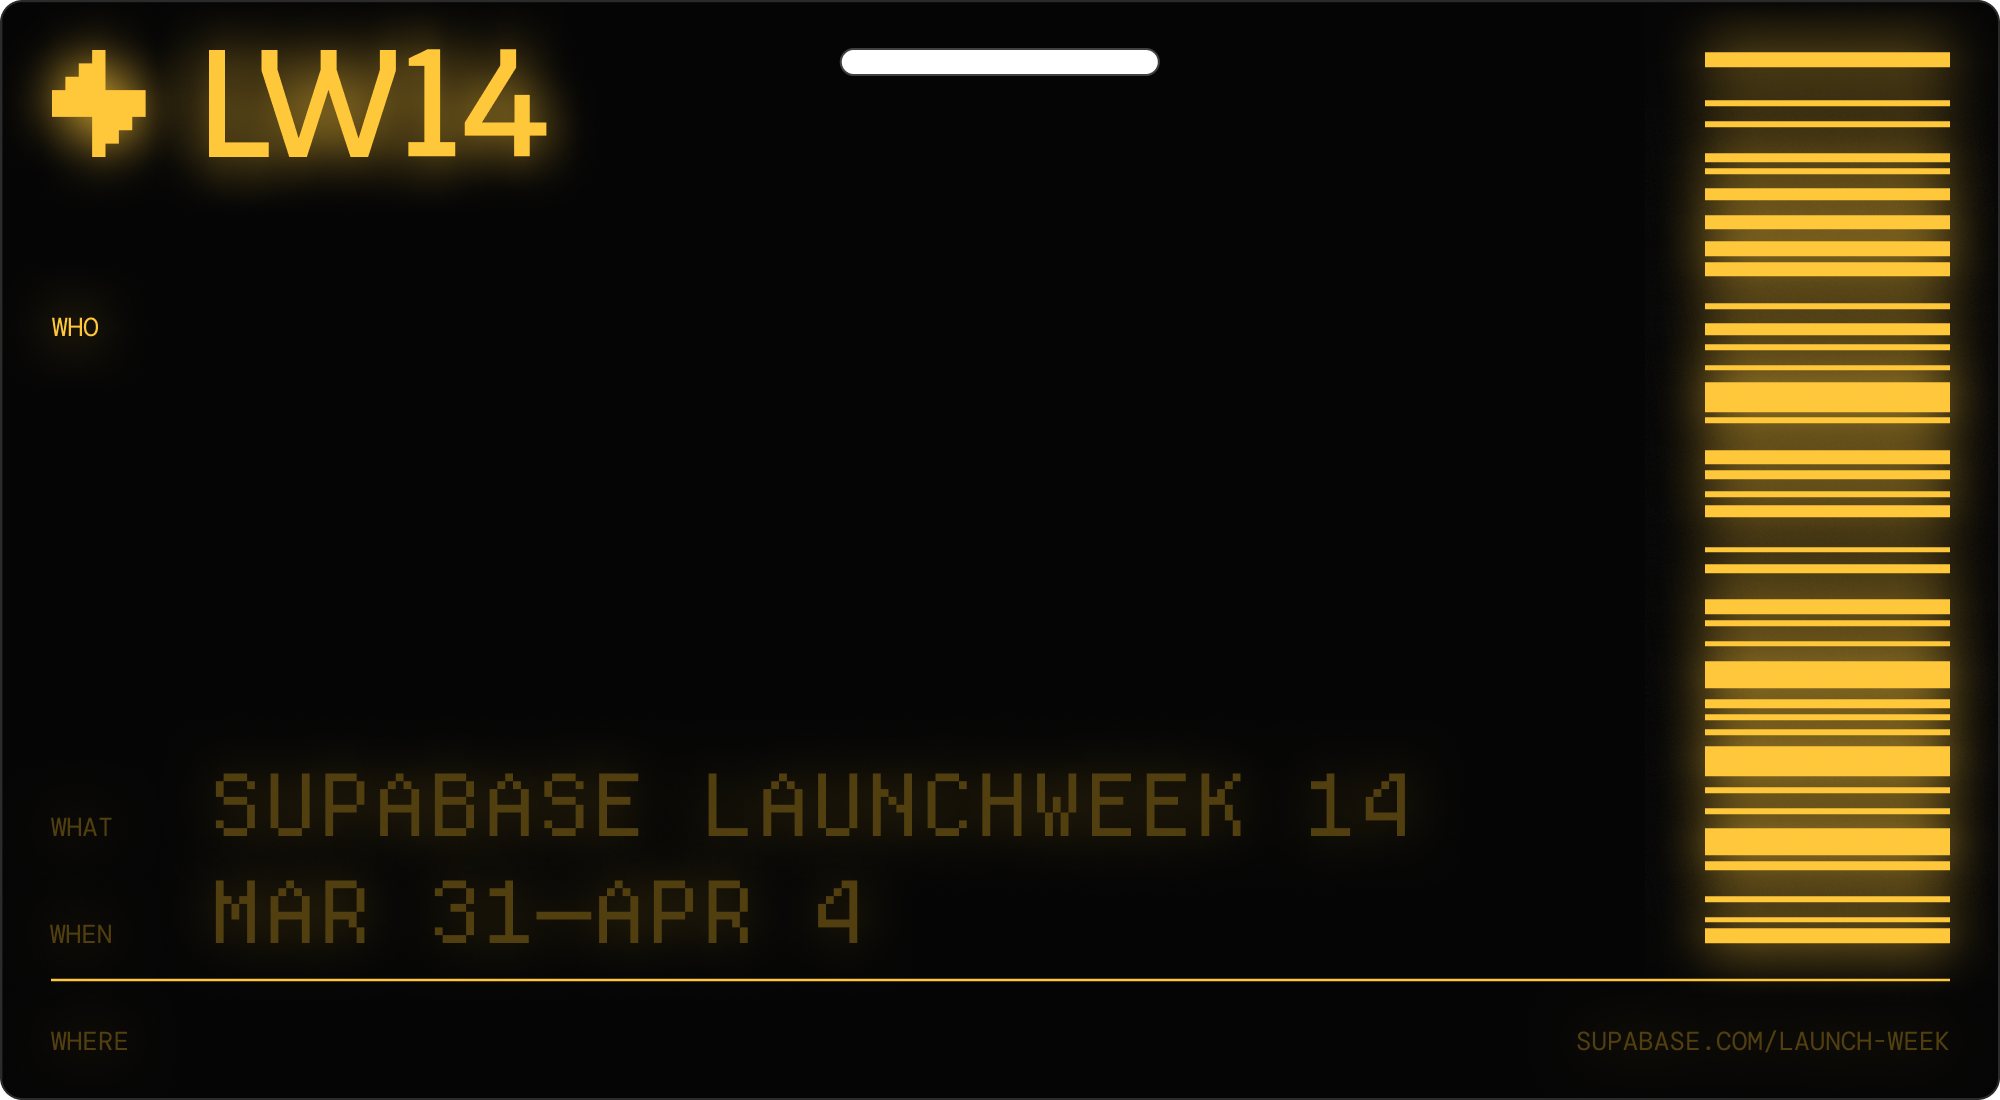 LW14
WHO
WHAT SUPABASE LAUNCHWEEK 14
WHEN MAR 31—APR 4
WHERE SUPABASE.COM/LAUNCH-WEEK